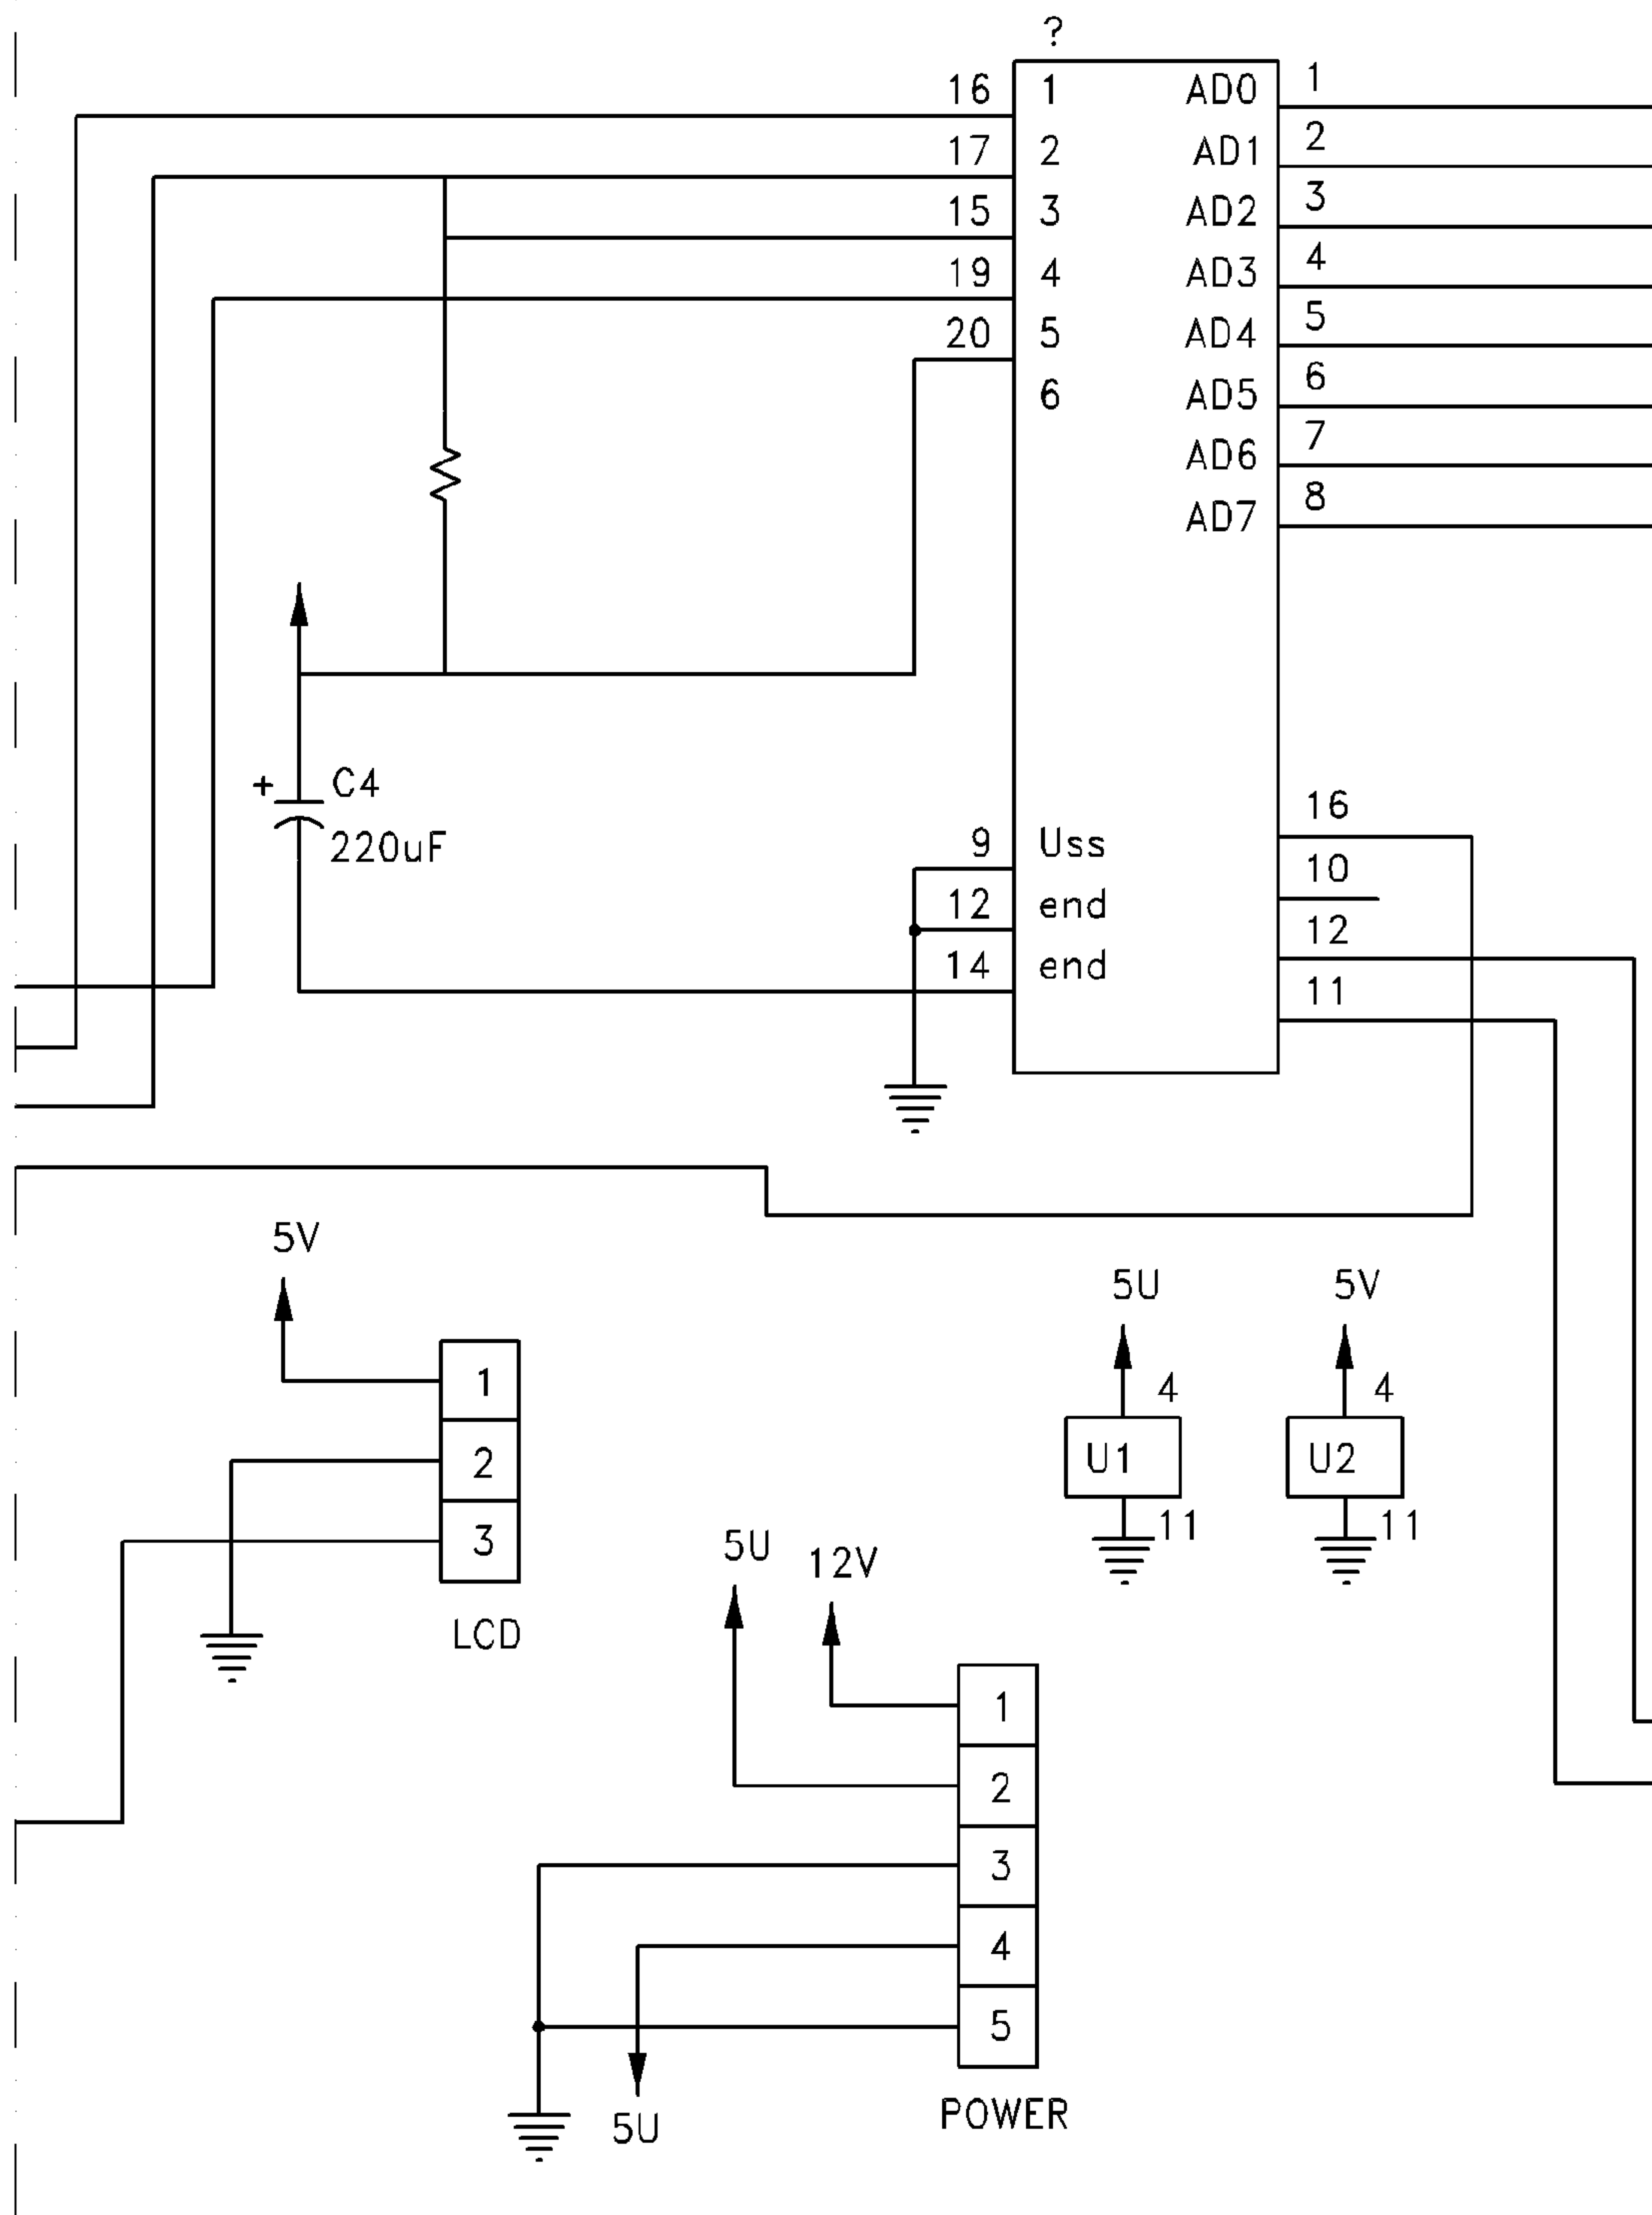 ?
16 1 AD0 1
17 2 AD1 2
15 3 AD2 3
19 4 AD3 4
20 5 AD4 5
6 AD5 6
AD6 7
AD7 8
+ C4
220uF
16
9 Uss 10
12 end 12
14 end 11
5V
5U 5V
1 4 4
2 U1 U2
3 11 11
LCD
5U 12V
1
2
3
4
5
5U POWER